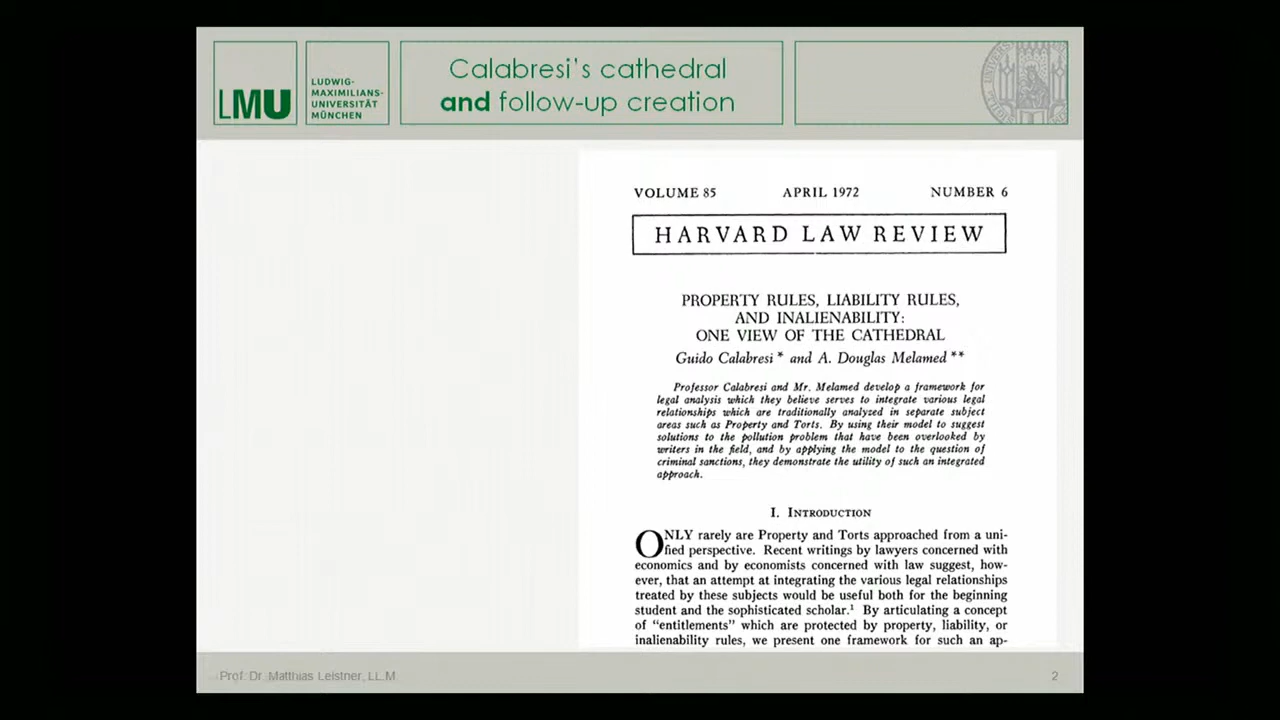 LMU
LUDWIG-
MAXIMILIANS-
UNIVERSITÄT
MÜNCHEN
Calabresi's cathedral
and follow-up creation
VOLUME 85 APRIL 1972 NUMBER 6
HARVARD LAW REVIEW
PROPERTY RULES, LIABILITY RULES,
AND INALIENABILITY:
ONE VIEW OF THE CATHEDRAL
Guido Calabresi * and A. Douglas Melamed **
Professor Calabresi and Mr. Melamed develop a framework for
legal analysis which they believe serves to integrate various legal
relationships which are traditionally analyzed in separate subject
areas such as Property and Torts. By using their model to suggest
solutions to the pollution problem that have been overlooked by
writers in the field, and by applying the model to the question of
criminal sanctions, they demonstrate the utility of such an integrated
approach.
I. INTRODUCTION
ONLY rarely are Property and Torts approached from a uni-
fied perspective. Recent writings by lawyers concerned with
economics and by economists concerned with law suggest, how-
ever, that an attempt at integrating the various legal relationships
treated by these subjects would be useful both for the beginning
student and the sophisticated scholar.¹ By articulating a concept
of "entitlements" which are protected by property, liability, or
inalienability rules, we present one framework for such an ap-
Prof. Dr. Matthias Leistner, LL.M. 2